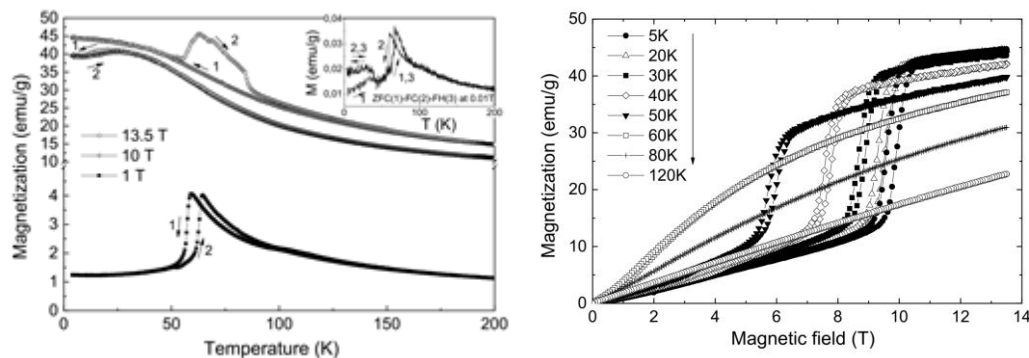 Magnetization (emu/g)
50
45
40
35
30
25
20
15
10
4
3
2
1
0
0
50
100
150
200
Temperature (K)
13.5 T
10 T
1 T
1
2
1
2
1
2
M (emu/g)
0,04
0,03
0,02
0,01
2,3
2
1
1,3
ZFC(1)-FC(2)-FH(3) at 0.01T
0
100
200
T (K)
Magnetization (emu/g)
50
40
30
20
10
0
0
2
4
6
8
10
12
14
Magnetic field (T)
5K
20K
30K
40K
50K
60K
80K
120K